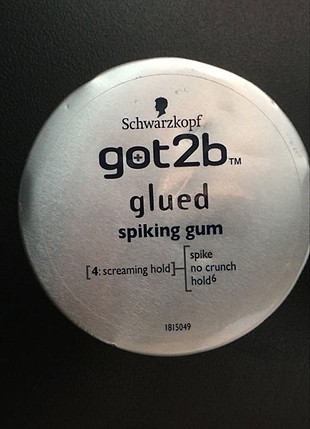 Schwarzkopf
got2b™
glued
spiking gum
[4: screaming hold]
spike
no crunch
hold6
1815049